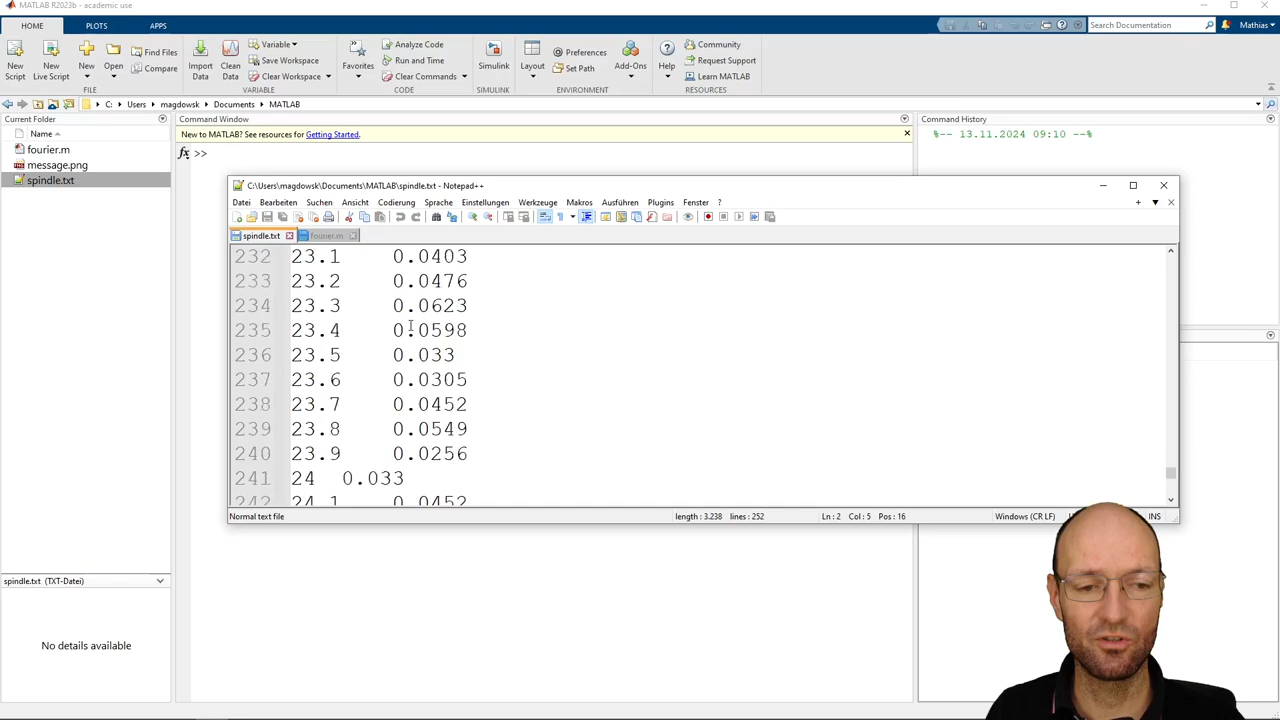 MATLAB R2023b - academic use
HOME
PLOTS
APPS
Search Documentation
Mathias
New Script
New Live Script
New
Open
Find Files
Compare
Import Data
Clean Data
Variable
Save Workspace
Clear Workspace
Favorites
Analyze Code
Run and Time
Clear Commands
Simulink
Layout
Preferences
Set Path
Add-Ons
Help
Community
Request Support
Learn MATLAB
FILE
VARIABLE
CODE
SIMULINK
ENVIRONMENT
RESOURCES
C: Users magdowsk Documents MATLAB
Current Folder
Name
fourier.m
message.png
spindle.txt
Command Window
New to MATLAB? See resources for Getting Started.
fx >>
Command History
%-- 13.11.2024 09:10 --%
C:\Users\magdowsk\Documents\MATLAB\spindle.txt - Notepad++
Datei Bearbeiten Suchen Ansicht Codierung Sprache Einstellungen Werkzeuge Makros Ausführen Plugins Fenster ?
spindle.txt
fourier.m
232 23.1 0.0403
233 23.2 0.0476
234 23.3 0.0623
235 23.4 0.0598
236 23.5 0.033
237 23.6 0.0305
238 23.7 0.0452
239 23.8 0.0549
240 23.9 0.0256
241 24 0.033
242 24.1 0.0452
Normal text file
length : 3.238 lines : 252
Ln : 2 Col : 5 Pos : 16
Windows (CR LF)
INS
spindle.txt (TXT-Datei)
No details available